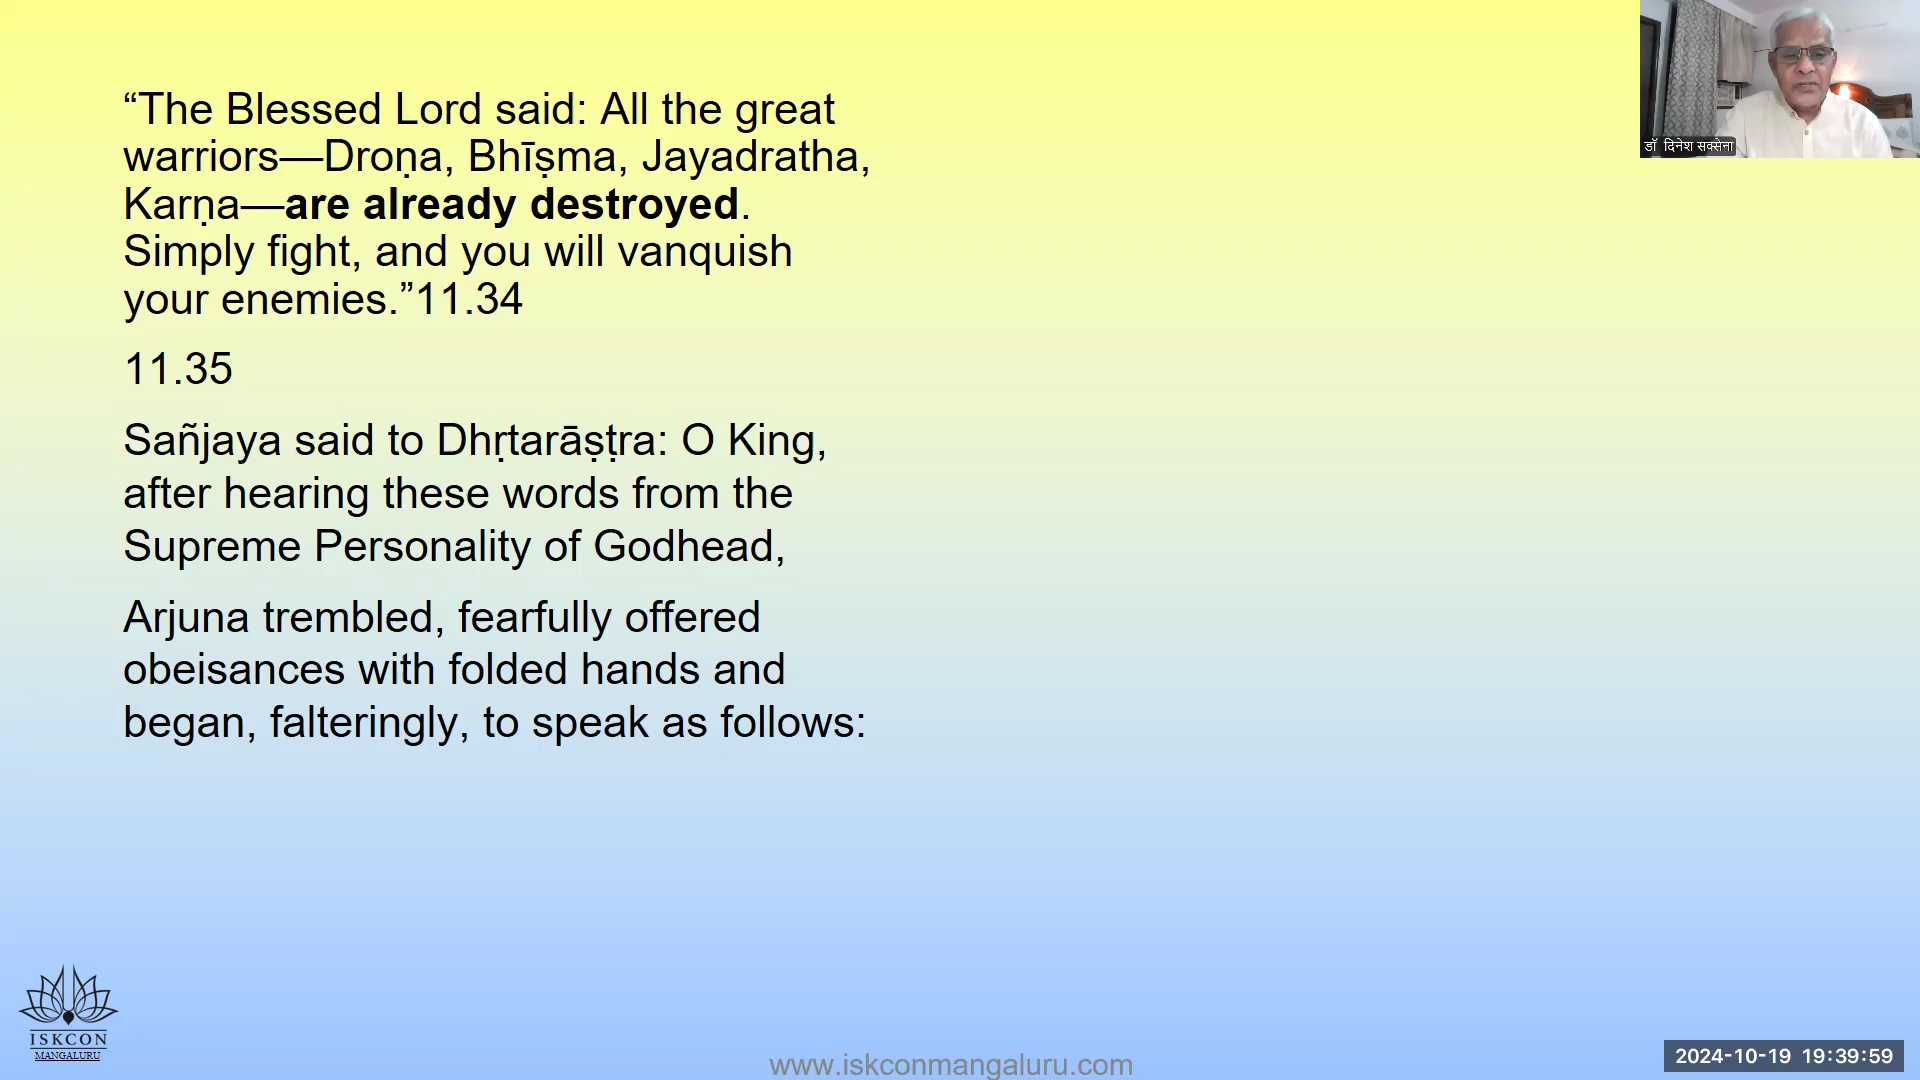 “The Blessed Lord said: All the great
warriors—Droṇa, Bhīṣma, Jayadratha,
Karṇa—are already destroyed.
Simply fight, and you will vanquish
your enemies.”11.34
11.35
Sañjaya said to Dhṛtarāṣṭra: O King,
after hearing these words from the
Supreme Personality of Godhead,
Arjuna trembled, fearfully offered
obeisances with folded hands and
began, falteringly, to speak as follows:
डॉ दिनेश सक्सेना
ISKCON
MANGALURU
www.iskconmangaluru.com
2024-10-19 19:39:59